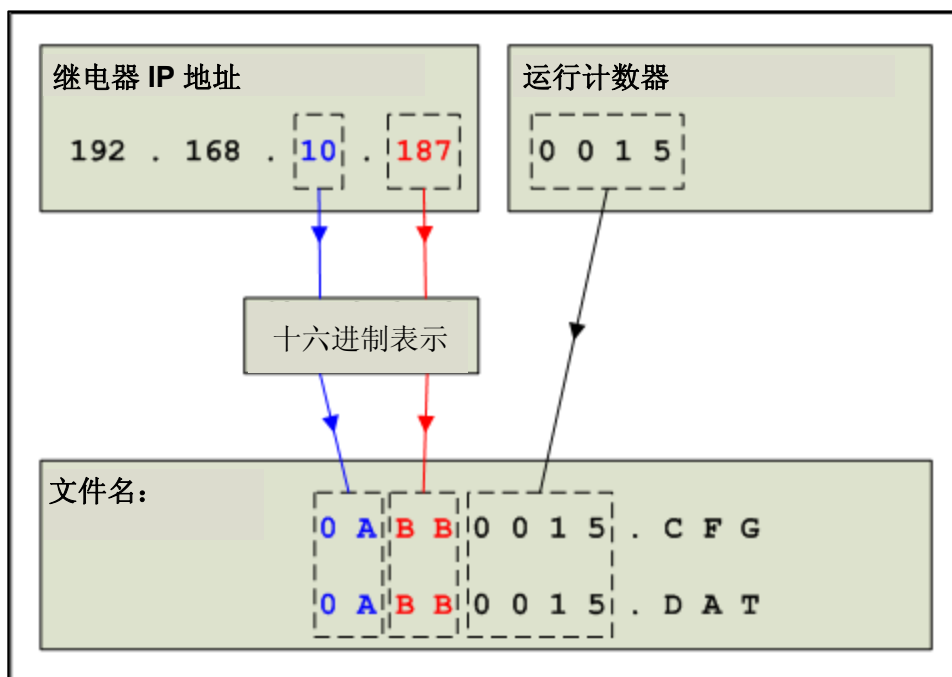 继电器 IP 地址
192 . 168 . 10 . 187
运行计数器
0 0 1 5
十六进制表示
文件名：
0 A B B 0 0 1 5 . C F G
0 A B B 0 0 1 5 . D A T